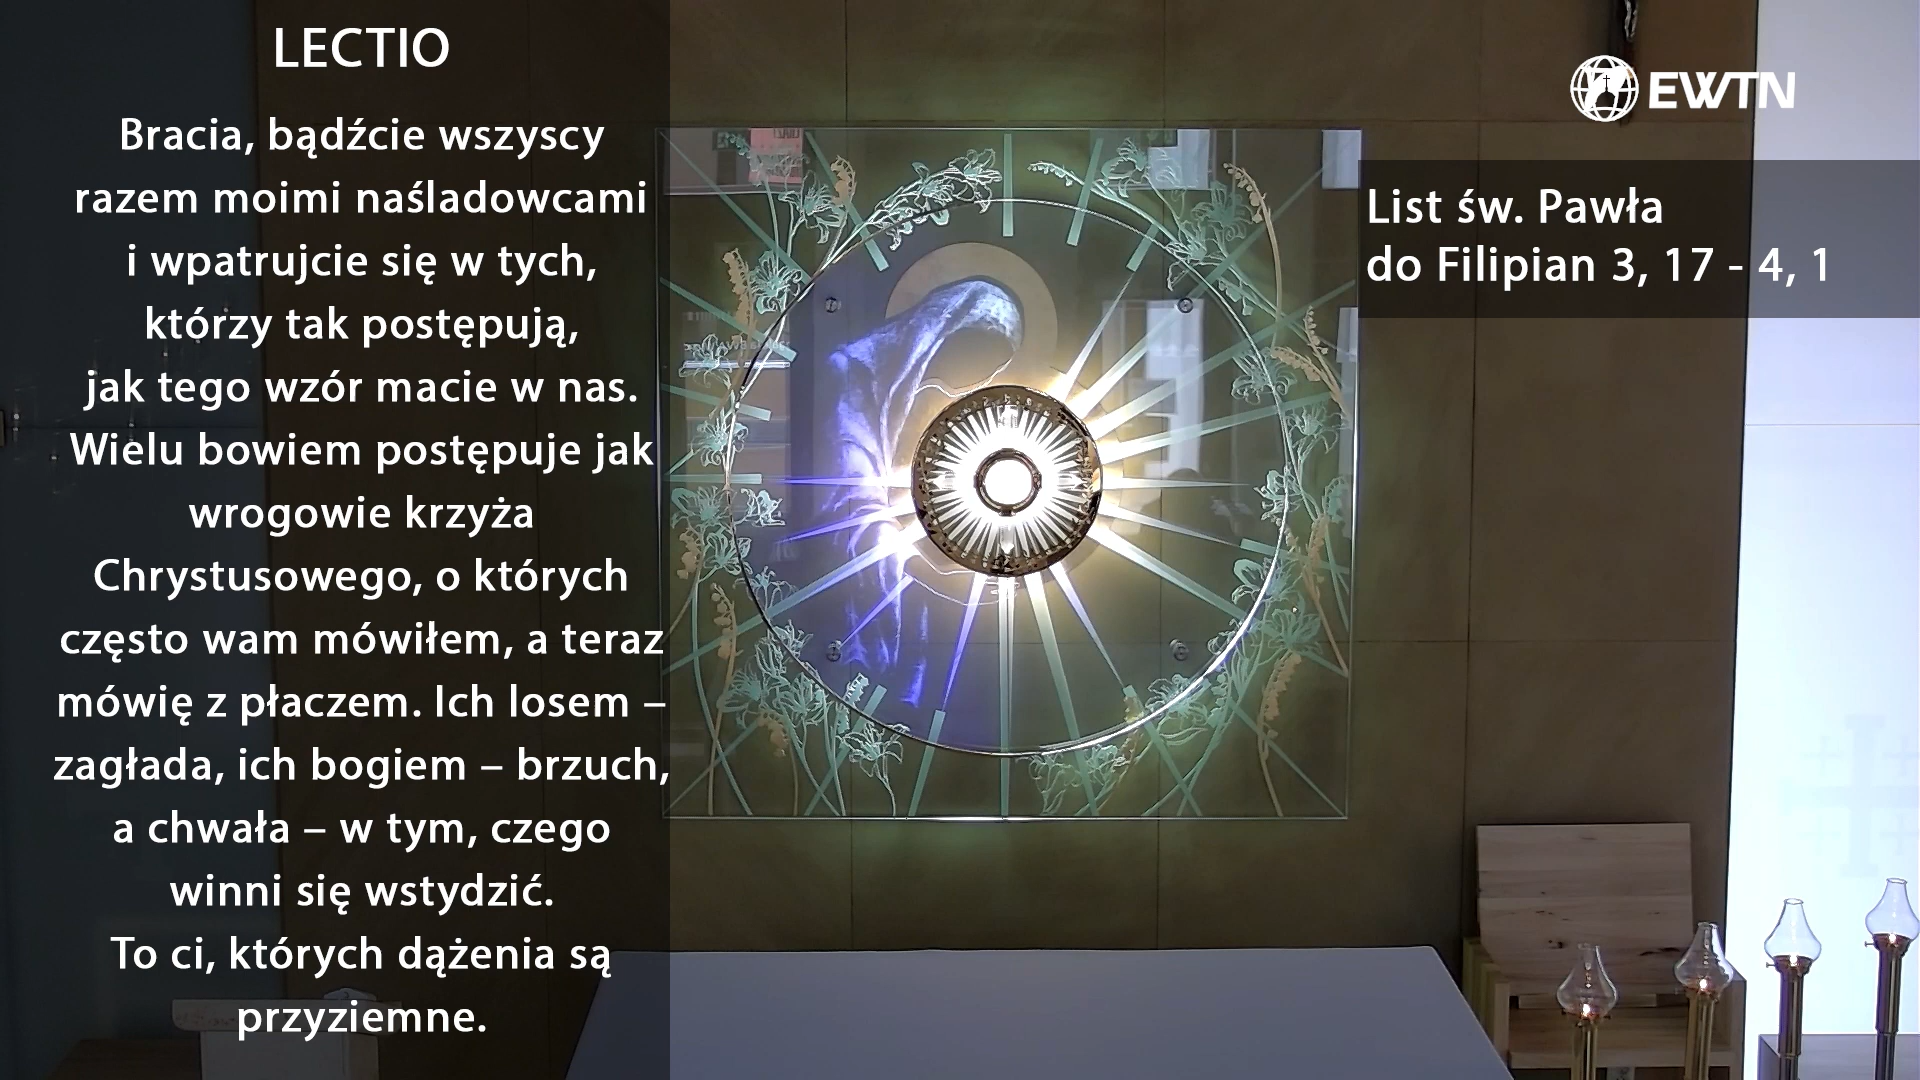 LECTIO
Bracia, bądźcie wszyscy
razem moimi naśladowcami
i wpatrujcie się w tych,
którzy tak postępują,
jak tego wzór macie w nas.
Wielu bowiem postępuje jak
wrogowie krzyża
Chrystusowego, o których
często wam mówiłem, a teraz
mówię z płaczem. Ich losem –
zagłada, ich bogiem – brzuch,
a chwała – w tym, czego
winni się wstydzić.
To ci, których dążenia są
przyziemne.
EWTN
List św. Pawła
do Filipian 3, 17 - 4, 1